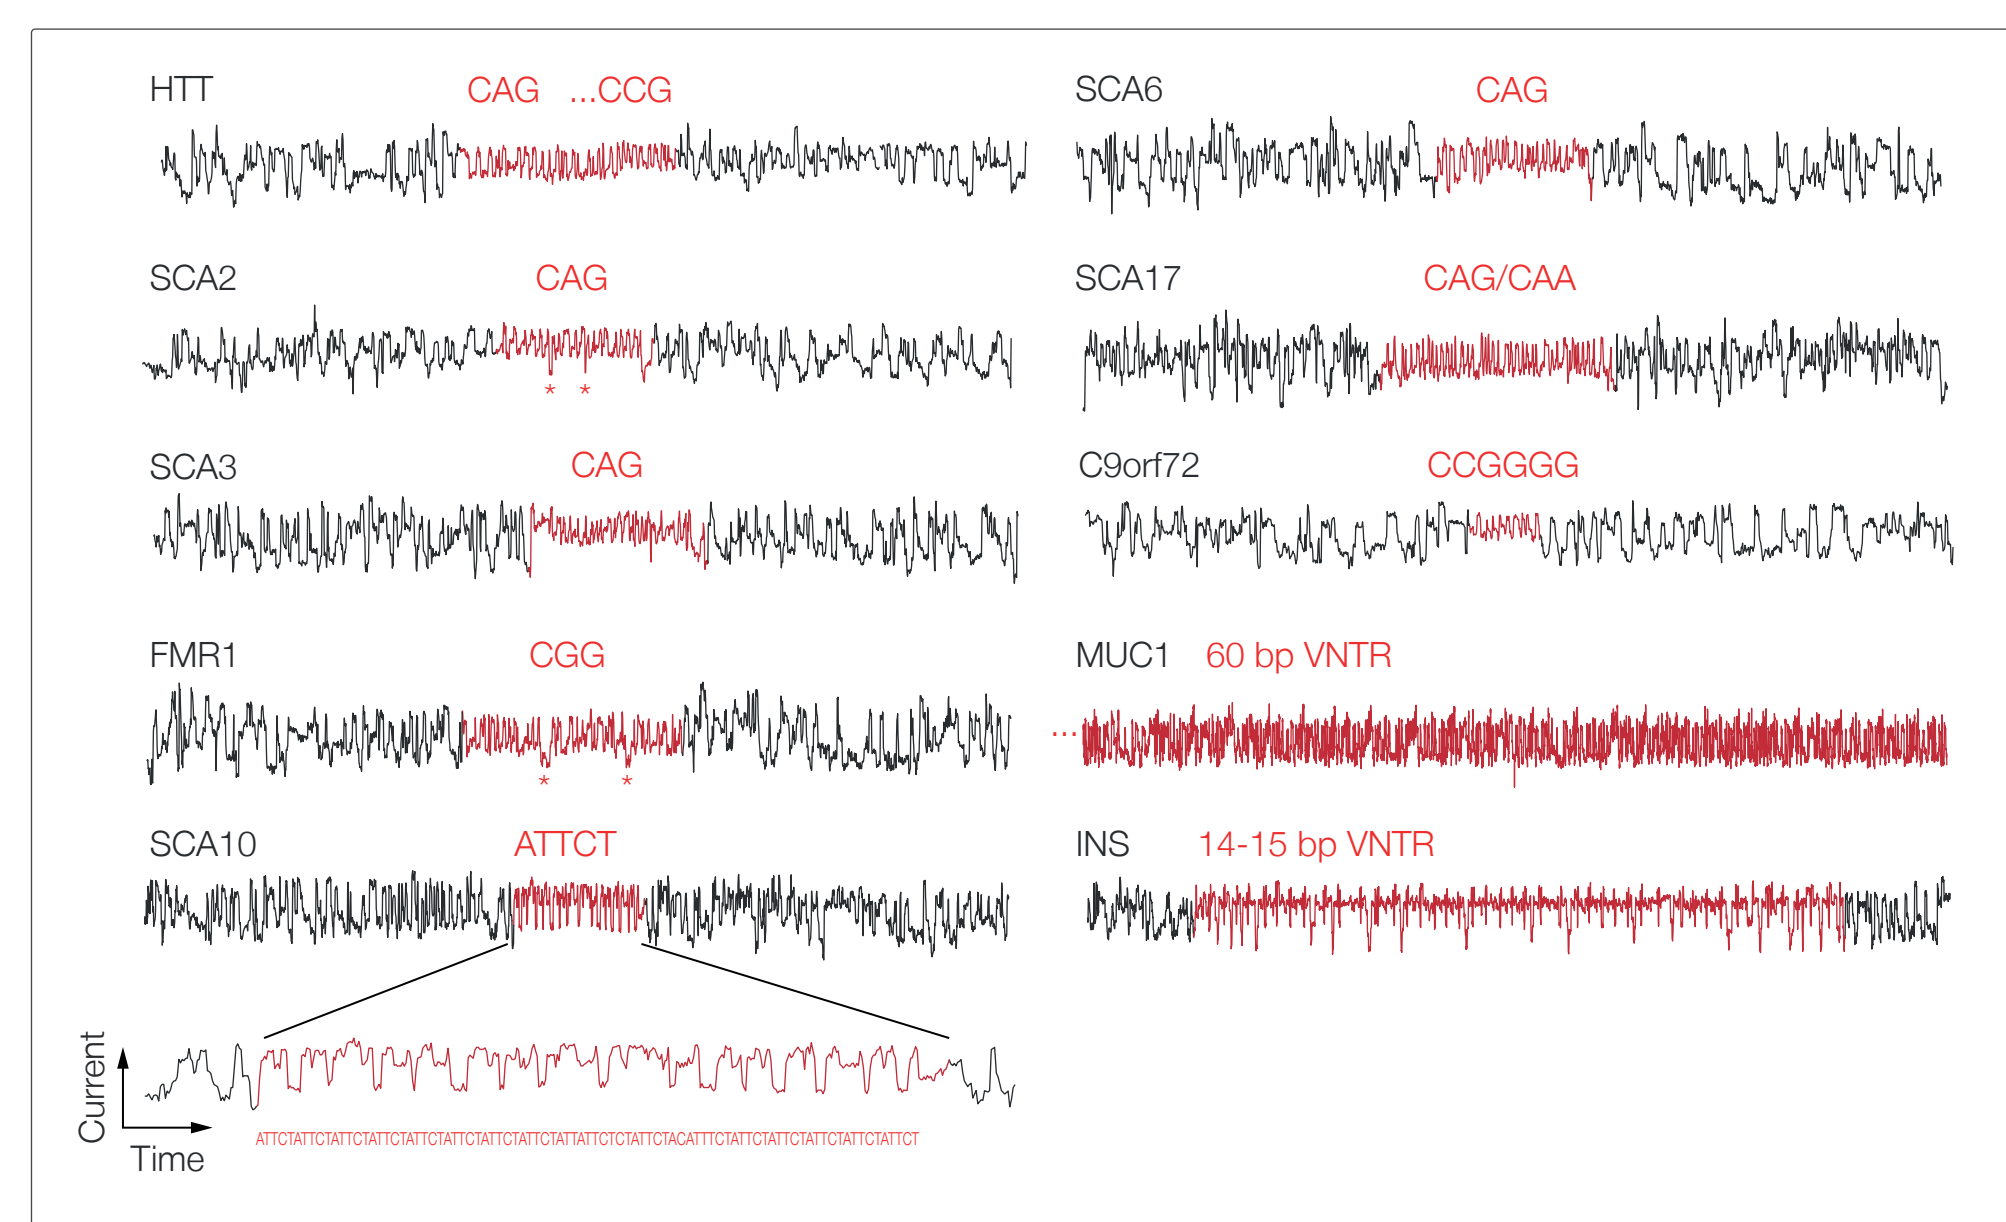 HTT CAG ...CCG
SCA2 CAG
* *
SCA3 CAG
FMR1 CGG
* *
SCA10 ATTCT
Current
Time
ATTCTATTCTATTCTATTCTATTCTATTCTATTCTATTCTATTATTCTCTATTCTACATTTCTATTCTATTCTATTCTATTCTATTCT
SCA6 CAG
SCA17 CAG/CAA
C9orf72 CCGGGG
MUC1 60 bp VNTR
...
INS 14-15 bp VNTR